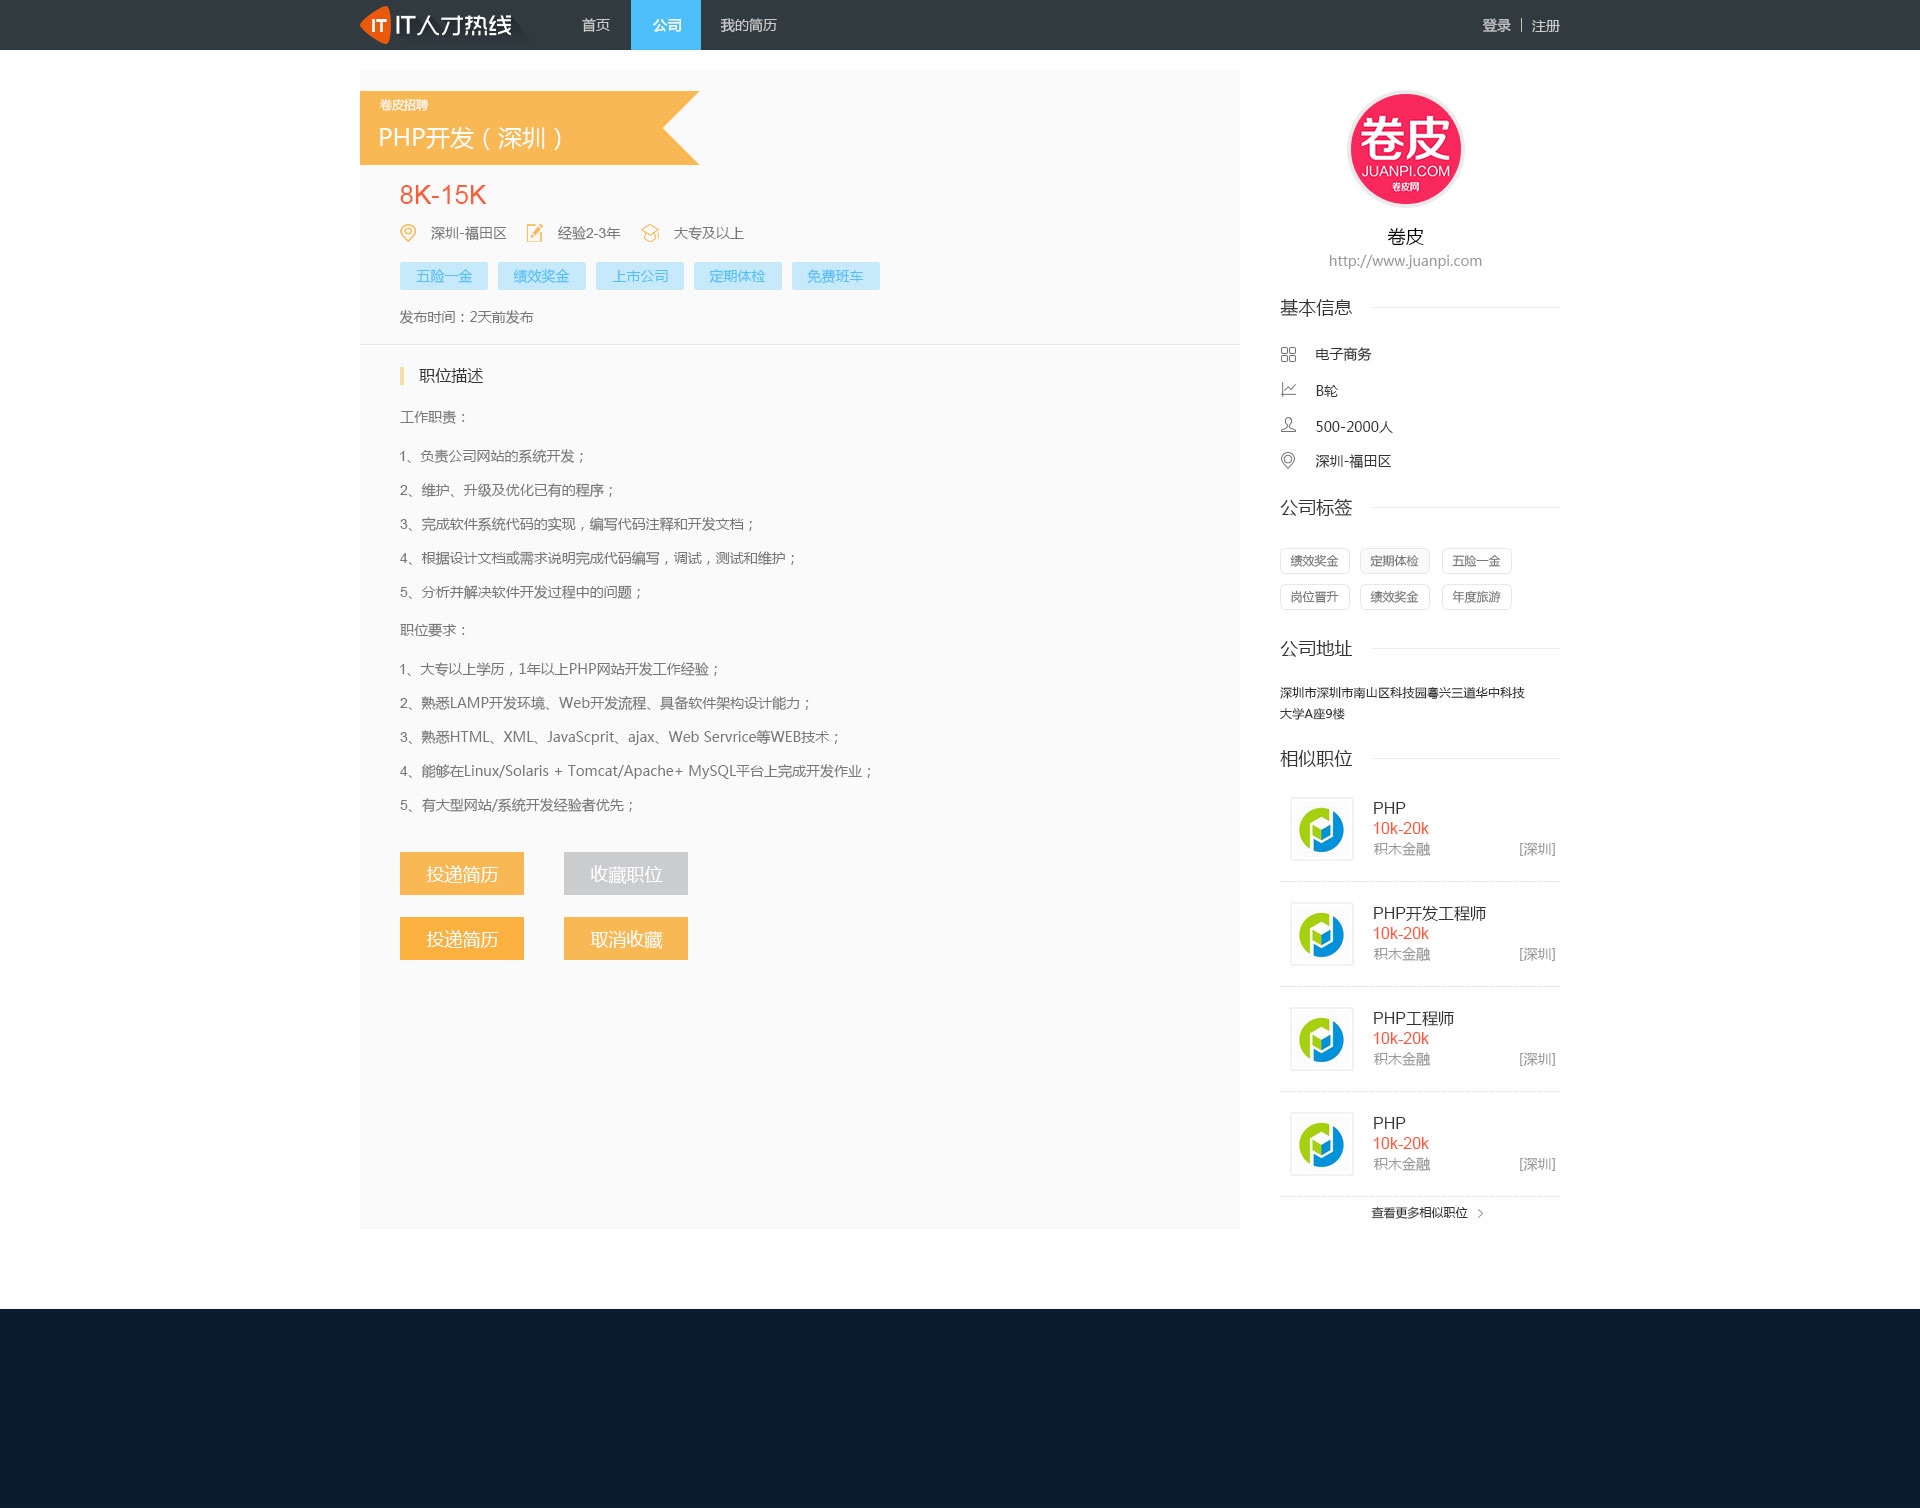 IT IT人才热线
首页 公司 我的简历
登录 | 注册
卷皮招聘
PHP开发（深圳）
8K-15K
深圳-福田区 经验2-3年 大专及以上
五险一金 绩效奖金 上市公司 定期体检 免费班车
发布时间：2天前发布
职位描述
工作职责：
1、负责公司网站的系统开发；
2、维护、升级及优化已有的程序；
3、完成软件系统代码的实现，编写代码注释和开发文档；
4、根据设计文档或需求说明完成代码编写，调试，测试和维护；
5、分析并解决软件开发过程中的问题；
职位要求：
1、大专以上学历，1年以上PHP网站开发工作经验；
2、熟悉LAMP开发环境、Web开发流程、具备软件架构设计能力；
3、熟悉HTML、XML、JavaScprit、ajax、Web Servrice等WEB技术；
4、能够在Linux/Solaris + Tomcat/Apache+ MySQL平台上完成开发作业；
5、有大型网站/系统开发经验者优先；
投递简历 收藏职位
投递简历 取消收藏
卷皮
JUANPI.COM
卷皮网
卷皮
http://www.juanpi.com
基本信息
电子商务
B轮
500-2000人
深圳-福田区
公司标签
绩效奖金 定期体检 五险一金
岗位晋升 绩效奖金 年度旅游
公司地址
深圳市深圳市南山区科技园粤兴三道华中科技
大学A座9楼
相似职位
PHP
10k-20k
积木金融 [深圳]
PHP开发工程师
10k-20k
积木金融 [深圳]
PHP工程师
10k-20k
积木金融 [深圳]
PHP
10k-20k
积木金融 [深圳]
查看更多相似职位 >